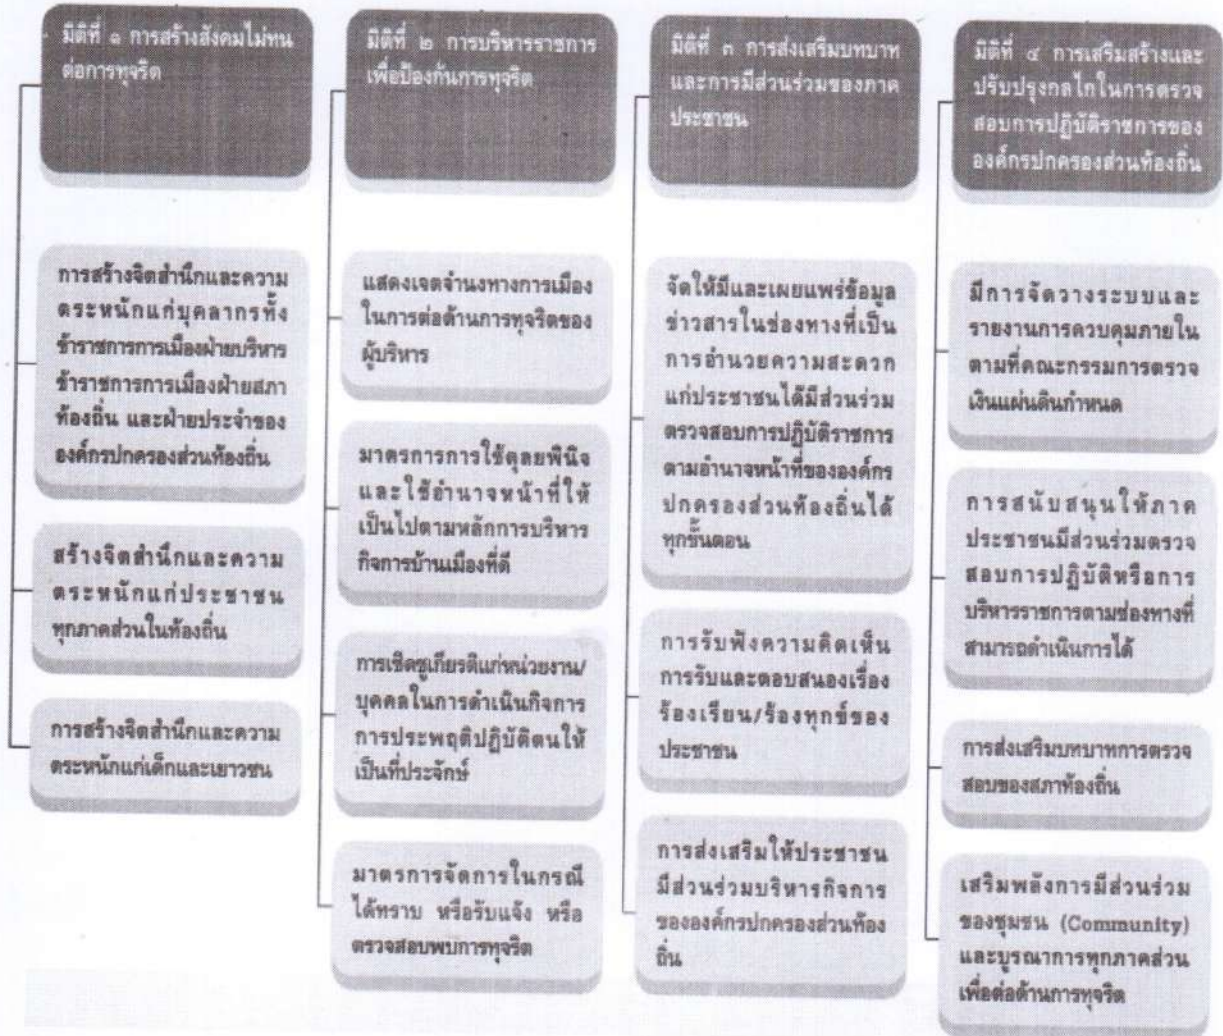 มิติที่ ๑ การสร้างสังคมไม่ทน
ต่อการทุจริต
การสร้างจิตสำนึกและความ
ตระหนักแก่บุคลากรทั้ง
ข้าราชการการเมืองฝ่ายบริหาร
ข้าราชการการเมืองฝ่ายสภา
ท้องถิ่น และฝ่ายประจำของ
องค์กรปกครองส่วนท้องถิ่น
สร้างจิตสำนึกและความ
ตระหนักแก่ประชาชน
ทุกภาคส่วนในท้องถิ่น
การสร้างจิตสำนึกและความ
ตระหนักแก่เด็กและเยาวชน
มิติที่ ๒ การบริหารราชการ
เพื่อป้องกันการทุจริต
แสดงเจตจำนงทางการเมือง
ในการต่อต้านการทุจริตของ
ผู้บริหาร
มาตรการการใช้ดุลยพินิจ
และใช้อำนาจหน้าที่ให้
เป็นไปตามหลักการบริหาร
กิจการบ้านเมืองที่ดี
การเชิดชูเกียรติแก่หน่วยงาน/
บุคคลในการดำเนินกิจการ
การประพฤติปฏิบัติตนให้
เป็นที่ประจักษ์
มาตรการจัดการในกรณี
ได้ทราบ หรือรับแจ้ง หรือ
ตรวจสอบพบการทุจริต
มิติที่ ๓ การส่งเสริมบทบาท
และการมีส่วนร่วมของภาค
ประชาชน
จัดให้มีและเผยแพร่ข้อมูล
ข่าวสารในช่องทางที่เป็น
การอำนวยความสะดวก
แก่ประชาชนได้มีส่วนร่วม
ตรวจสอบการปฏิบัติราชการ
ตามอำนาจหน้าที่ขององค์กร
ปกครองส่วนท้องถิ่นได้
ทุกขั้นตอน
การรับฟังความคิดเห็น
การรับและตอบสนองเรื่อง
ร้องเรียน/ร้องทุกข์ของ
ประชาชน
การส่งเสริมให้ประชาชน
มีส่วนร่วมบริหารกิจการ
ขององค์กรปกครองส่วนท้อง
ถิ่น
มิติที่ ๔ การเสริมสร้างและ
ปรับปรุงกลไกในการตรวจ
สอบการปฏิบัติราชการของ
องค์กรปกครองส่วนท้องถิ่น
มีการจัดวางระบบและ
รายงานการควบคุมภายใน
ตามที่คณะกรรมการตรวจ
เงินแผ่นดินกำหนด
การสนับสนุนให้ภาค
ประชาชนมีส่วนร่วมตรวจ
สอบการปฏิบัติหรือการ
บริหารราชการตามช่องทางที่
สามารถดำเนินการได้
การส่งเสริมบทบาทการตรวจ
สอบของสภาท้องถิ่น
เสริมพลังการมีส่วนร่วม
ของชุมชน (Community)
และบูรณาการทุกภาคส่วน
เพื่อต่อต้านการทุจริต